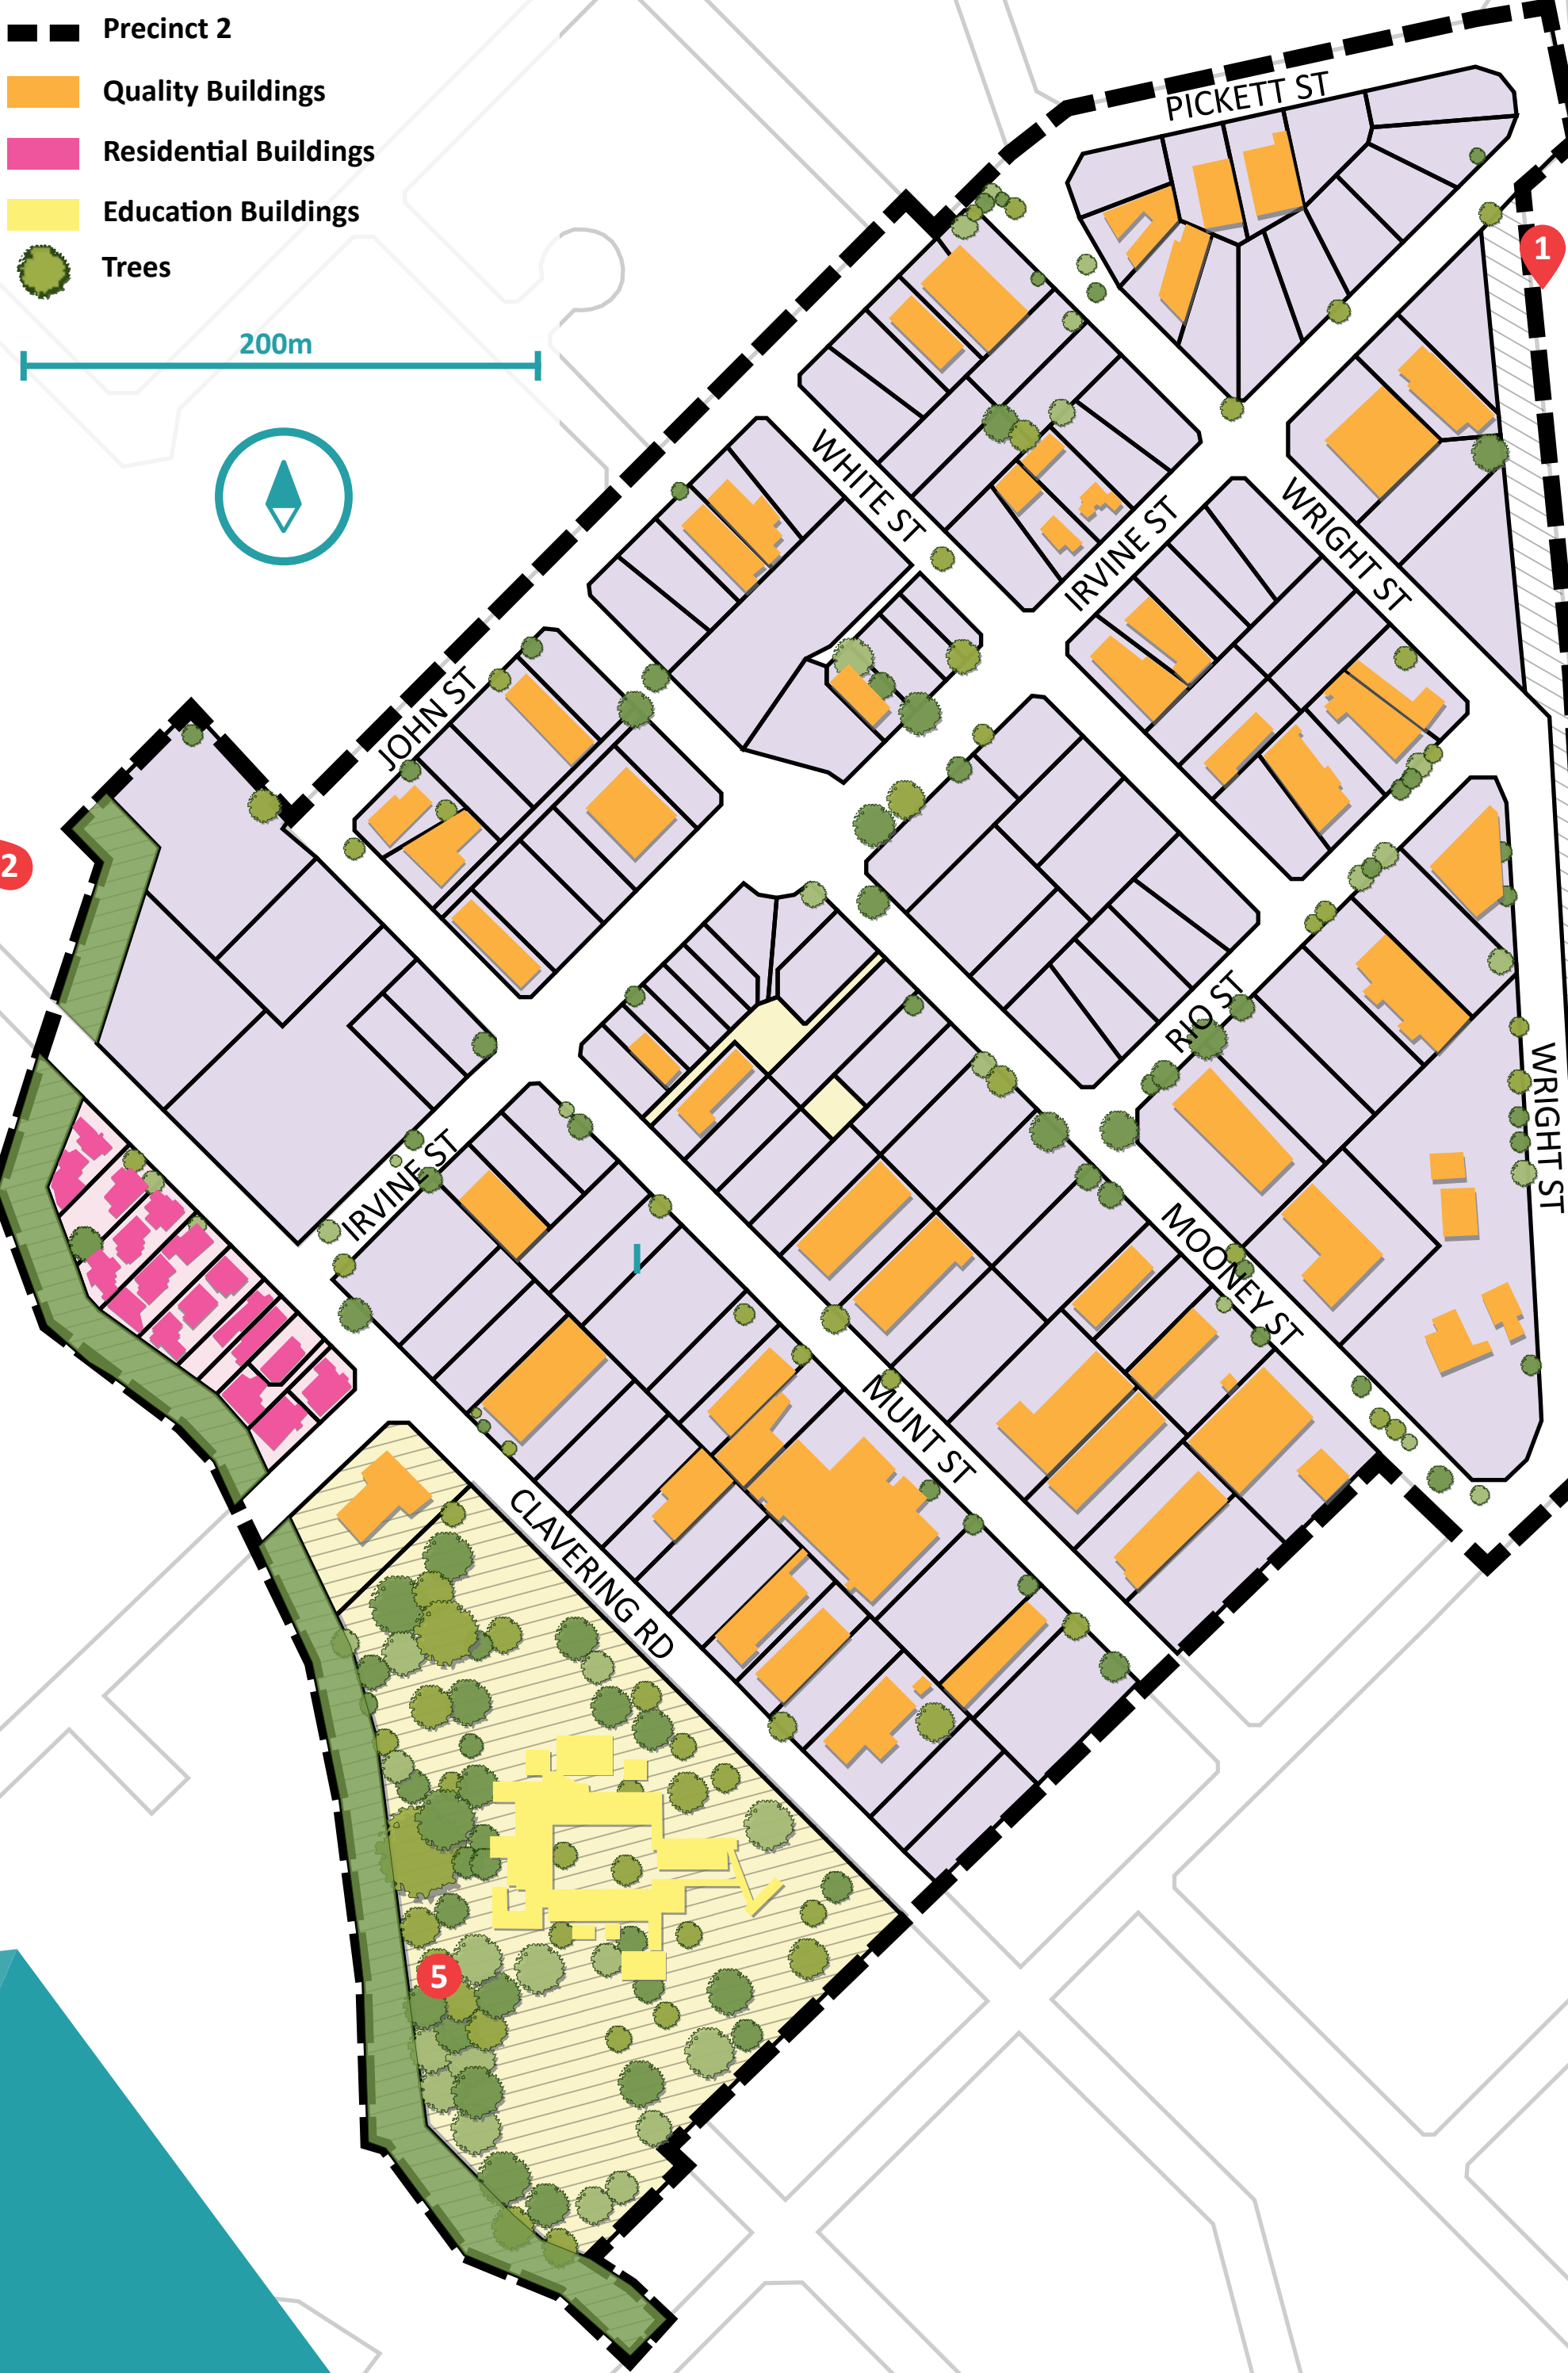 Precinct 2
Quality Buildings
Residential Buildings
Education Buildings
Trees
200m
PICKETT ST
1
WHITE ST
IRVINE ST
WRIGHT ST
JOHN ST
2
RIO ST
WRIGHT ST
IRVINE ST
MOONEY ST
MUNT ST
CLAVERING RD
5